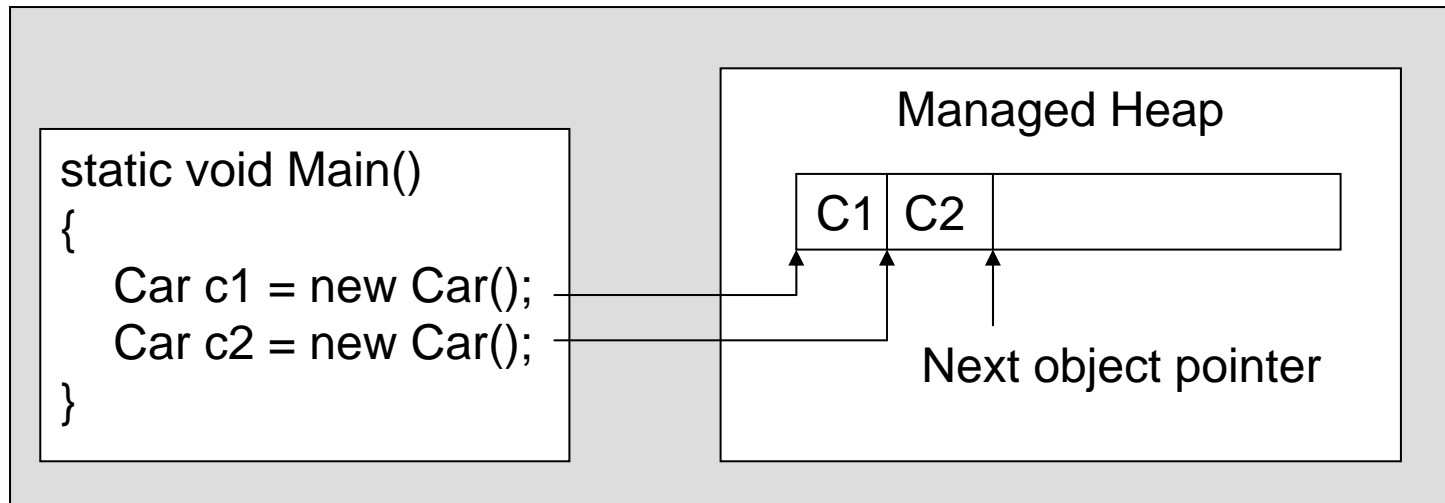 static void Main()
{
Car c1 = new Car();
Car c2 = new Car();
}
Managed Heap
C1 C2
Next object pointer